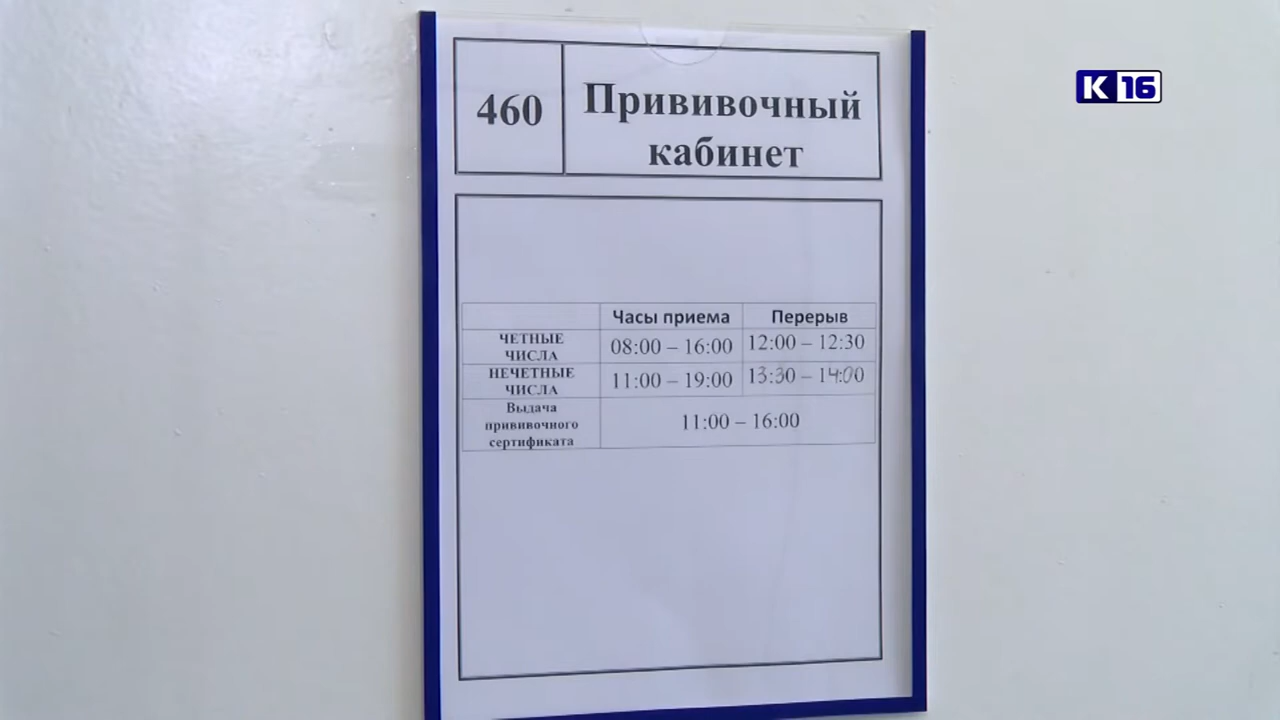 К 16
460
Прививочный
кабинет
Часы приема Перерыв
ЧЕТНЫЕ
ЧИСЛА
08:00 – 16:00 12:00 – 12:30
НЕЧЕТНЫЕ
ЧИСЛА
11:00 – 19:00 13:30 – 14:00
Выдача
прививочного
сертификата
11:00 – 16:00